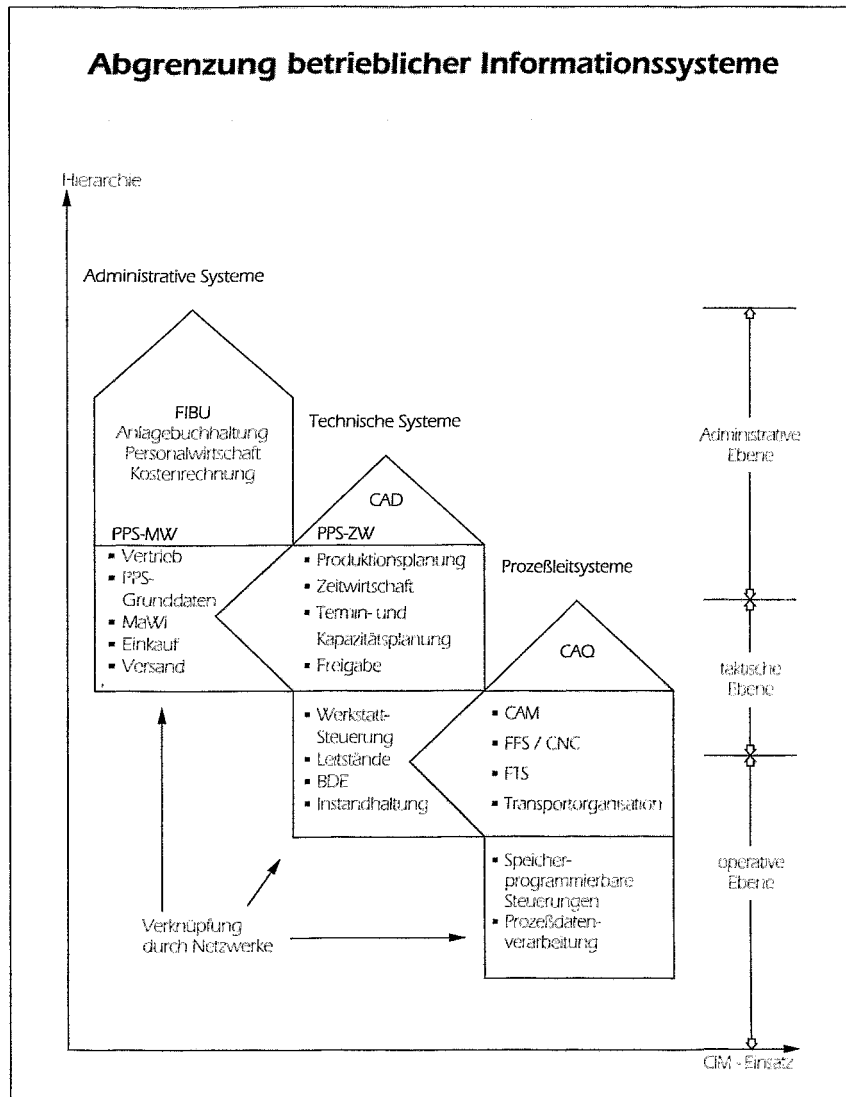 Abgrenzung betrieblicher Informationssysteme
Hierarchie
Administrative Systeme
FIBU
Anlagebuchhaltung
Personalwirtschaft
Kostenrechnung
Technische Systeme
CAD
Administrative
Ebene
PPS-MW
▪ Vertrieb
▪ PPS-
Grunddaten
▪ MaWi
▪ Einkauf
▪ Versand
PPS-ZW
▪ Produktionsplanung
▪ Zeitwirtschaft
▪ Termin- und
Kapazitätsplanung
▪ Freigabe
Prozeßleitsysteme
CAQ
taktische
Ebene
▪ Werkstatt-
Steuerung
▪ Leitstände
▪ BDE
▪ Instandhaltung
▪ CAM
▪ FFS / CNC
▪ FTS
▪ Transportorganisation
operative
Ebene
▪ Speicher-
programmierbare
Steuerungen
▪ Prozeßdaten-
verarbeitung
Verknüpfung
durch Netzwerke
CIM - Einsatz